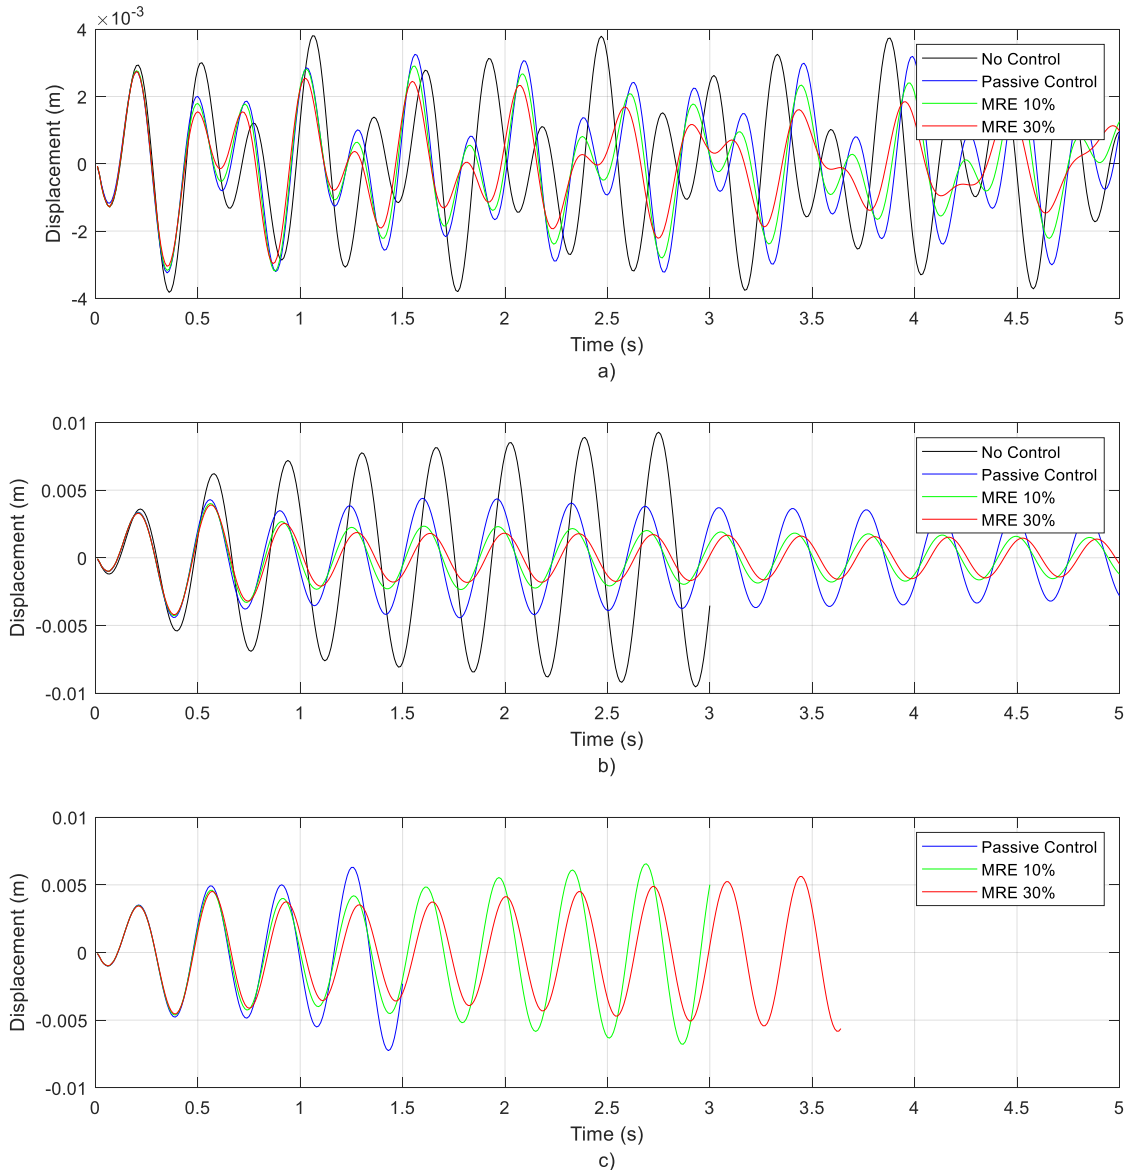 ×10⁻³
4
2
0
-2
-4
Displacement (m)
No Control
Passive Control
MRE 10%
MRE 30%
0 0.5 1 1.5 2 2.5 3 3.5 4 4.5 5
Time (s)
a)
0.01
0.005
0
-0.005
-0.01
Displacement (m)
No Control
Passive Control
MRE 10%
MRE 30%
0 0.5 1 1.5 2 2.5 3 3.5 4 4.5 5
Time (s)
b)
0.01
0.005
0
-0.005
-0.01
Displacement (m)
Passive Control
MRE 10%
MRE 30%
0 0.5 1 1.5 2 2.5 3 3.5 4 4.5 5
Time (s)
c)